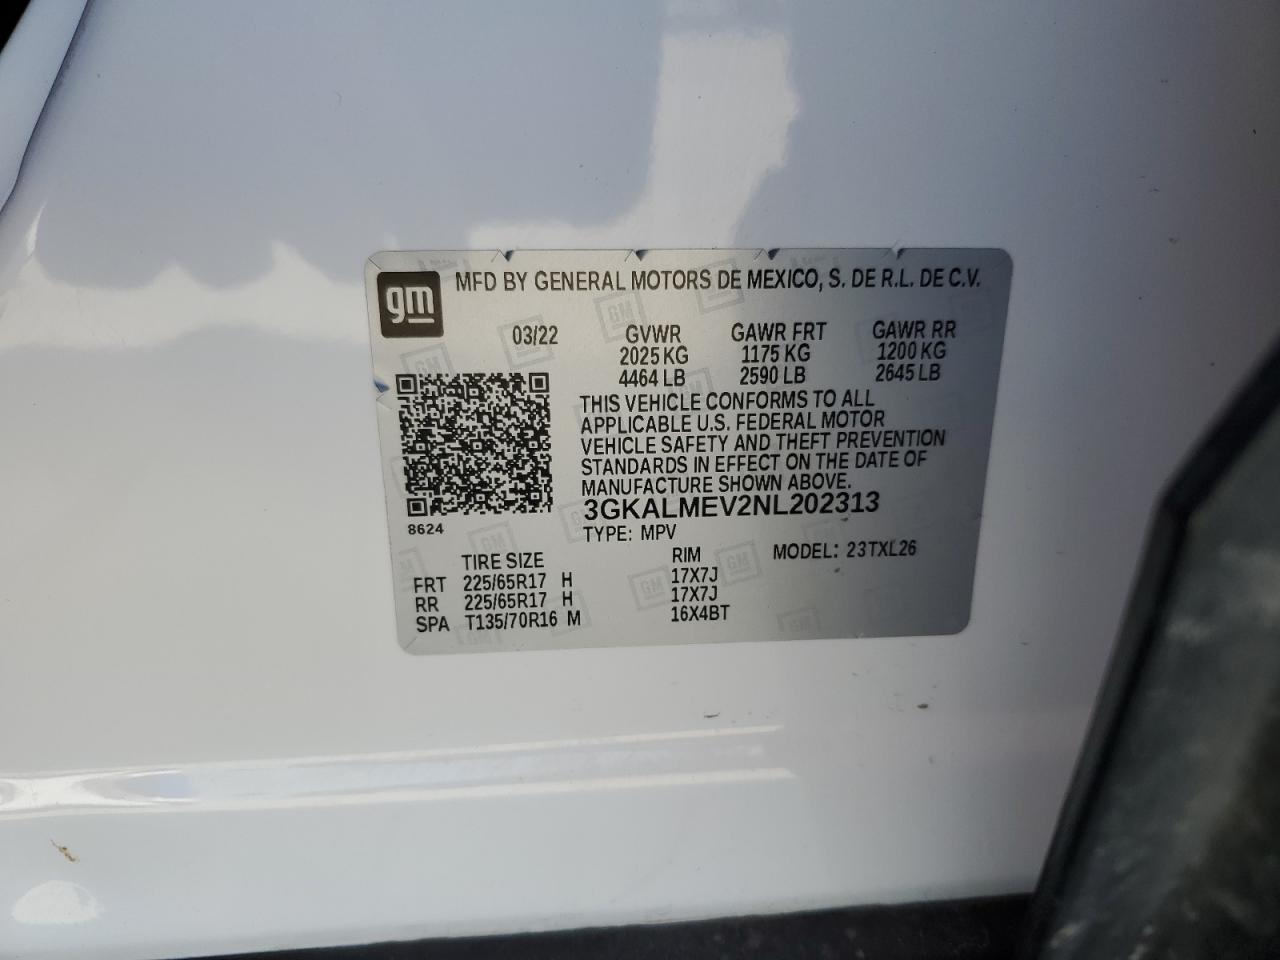 gm
MFD BY GENERAL MOTORS DE MEXICO, S. DE R.L. DE C.V.
03/22 GVWR GAWR FRT GAWR RR
2025 KG 1175 KG 1200 KG
4464 LB 2590 LB 2645 LB
THIS VEHICLE CONFORMS TO ALL
APPLICABLE U.S. FEDERAL MOTOR
VEHICLE SAFETY AND THEFT PREVENTION
STANDARDS IN EFFECT ON THE DATE OF
MANUFACTURE SHOWN ABOVE.
3GKALMEV2NL202313
8624
TYPE: MPV
TIRE SIZE RIM MODEL: 23TXL26
FRT 225/65R17 H 17X7J
RR 225/65R17 H 17X7J
SPA T135/70R16 M 16X4BT